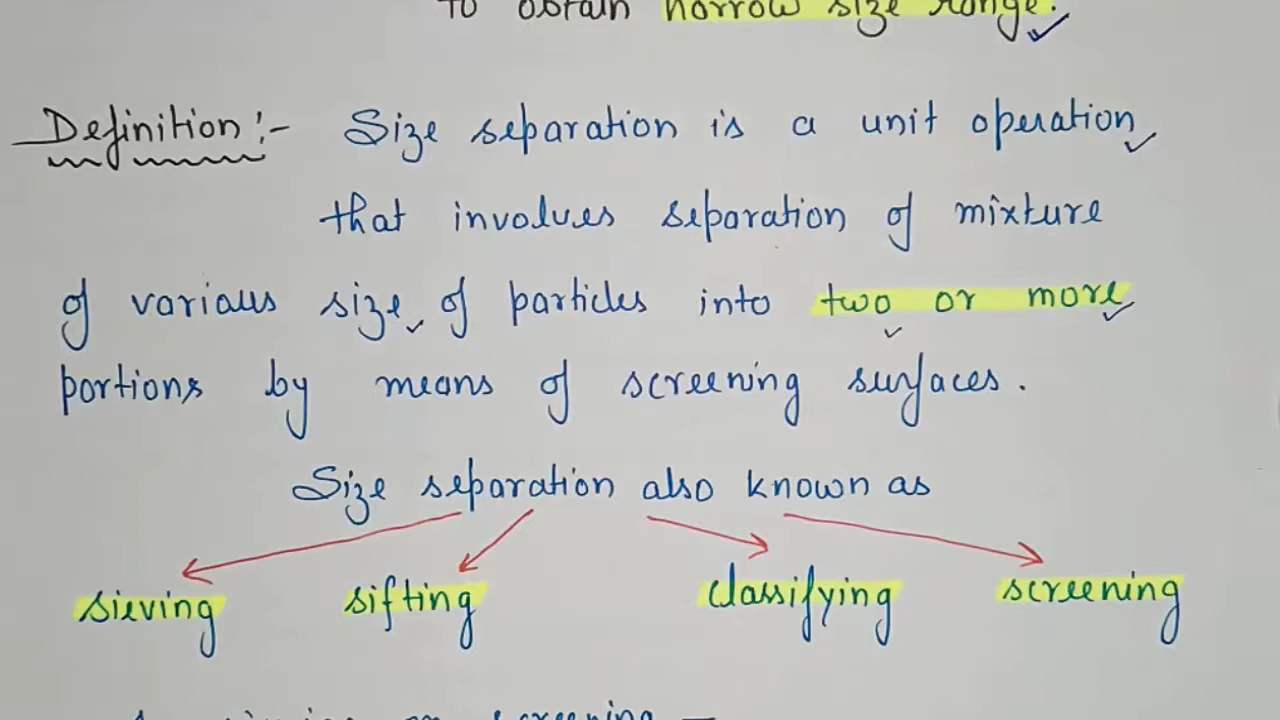 to obtain narrow size range.
Definition :- Size separation is a unit operation
that involves separation of mixture
of various size of particles into two or more
portions by means of screening surfaces.
Size separation also known as
sieving sifting classifying screening
screening -